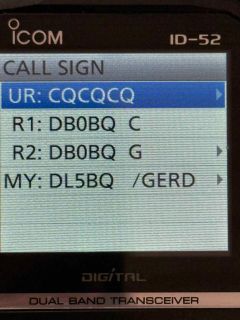 ICOM ID-52
CALL SIGN
UR: CQCQCQ
R1: DB0BQ C
R2: DB0BQ G
MY: DL5BQ /GERD
DIGITAL
DUAL BAND TRANSCEIVER